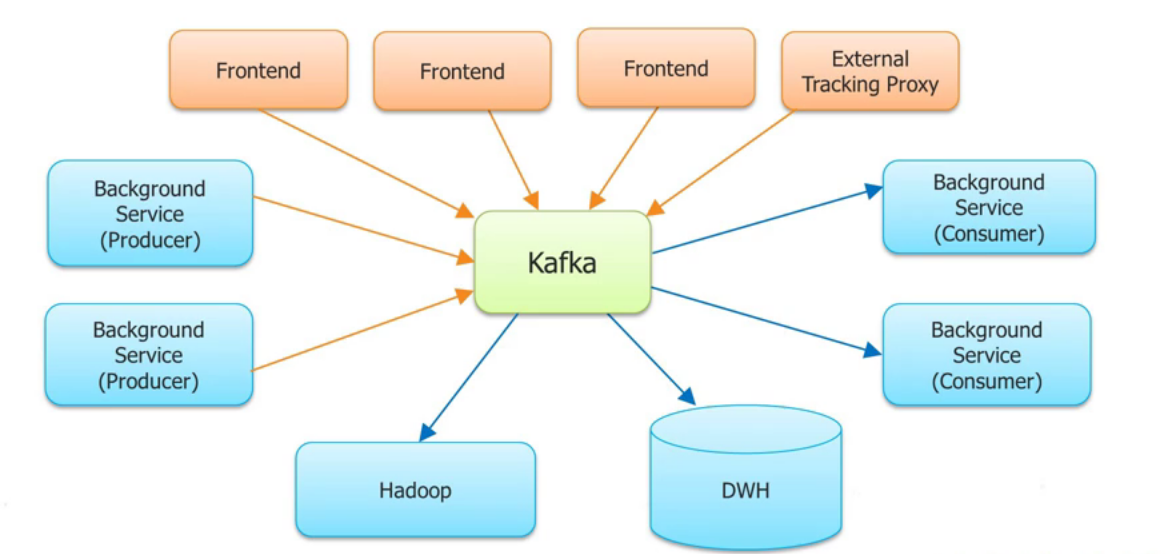 Frontend
Frontend
Frontend
External
Tracking Proxy
Background
Service
(Producer)
Background
Service
(Consumer)
Kafka
Background
Service
(Producer)
Background
Service
(Consumer)
Hadoop
DWH